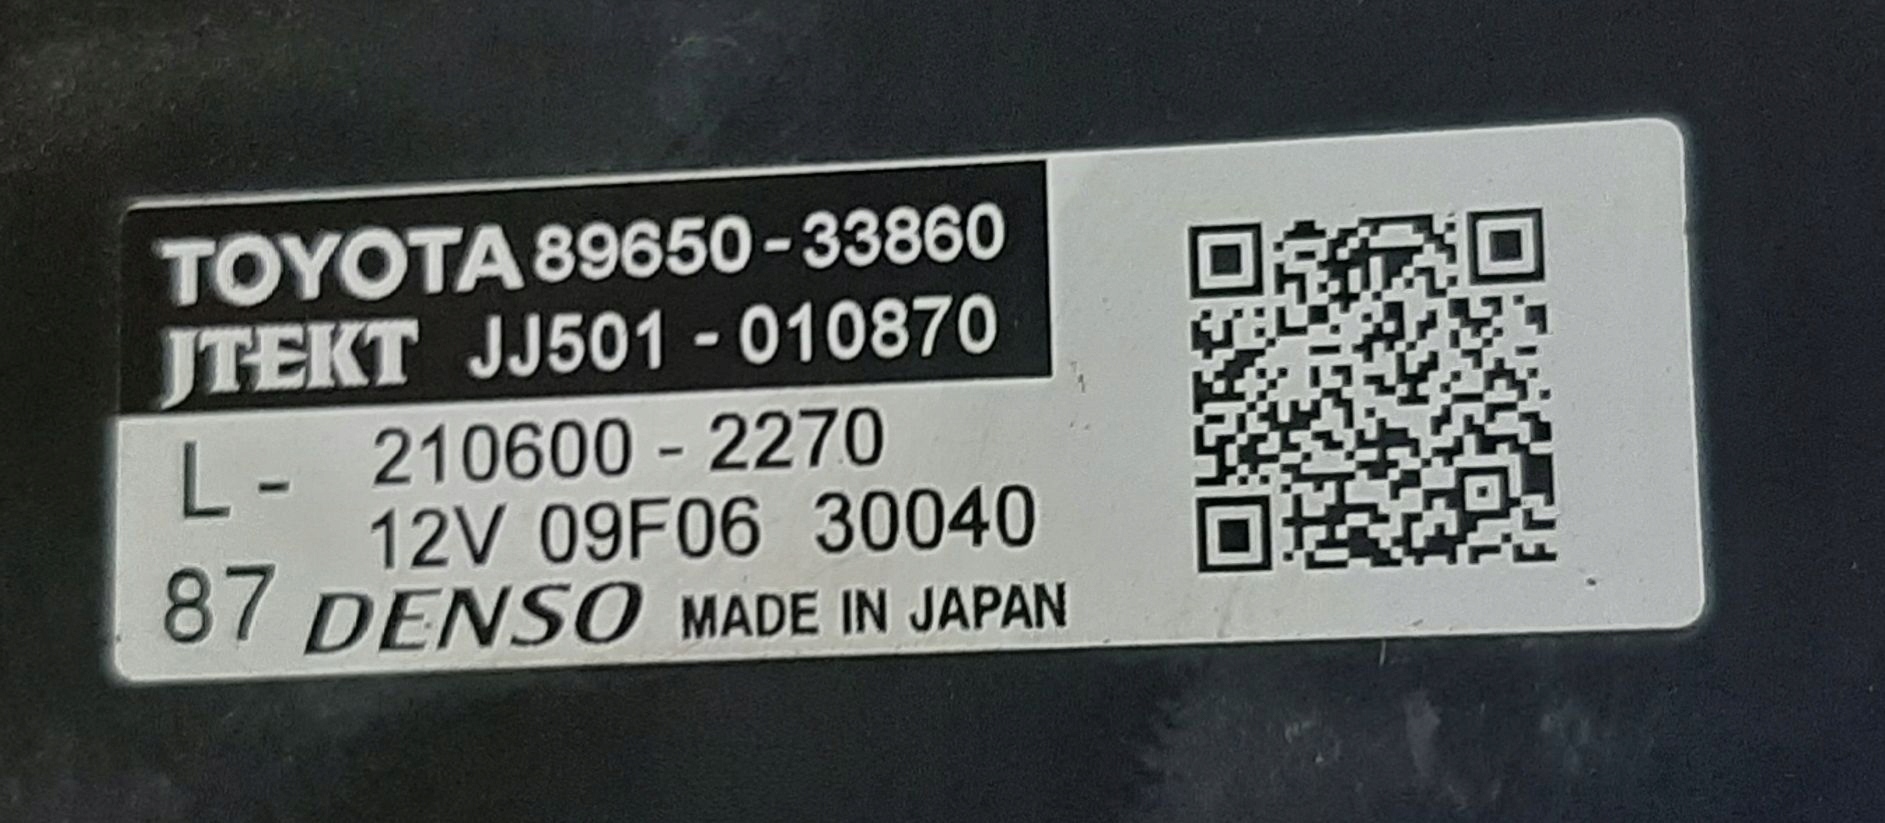 TOYOTA 89650-33860
JTEKT JJ501-010870
L- 210600-2270
12V 09F06 30040
87 DENSO MADE IN JAPAN